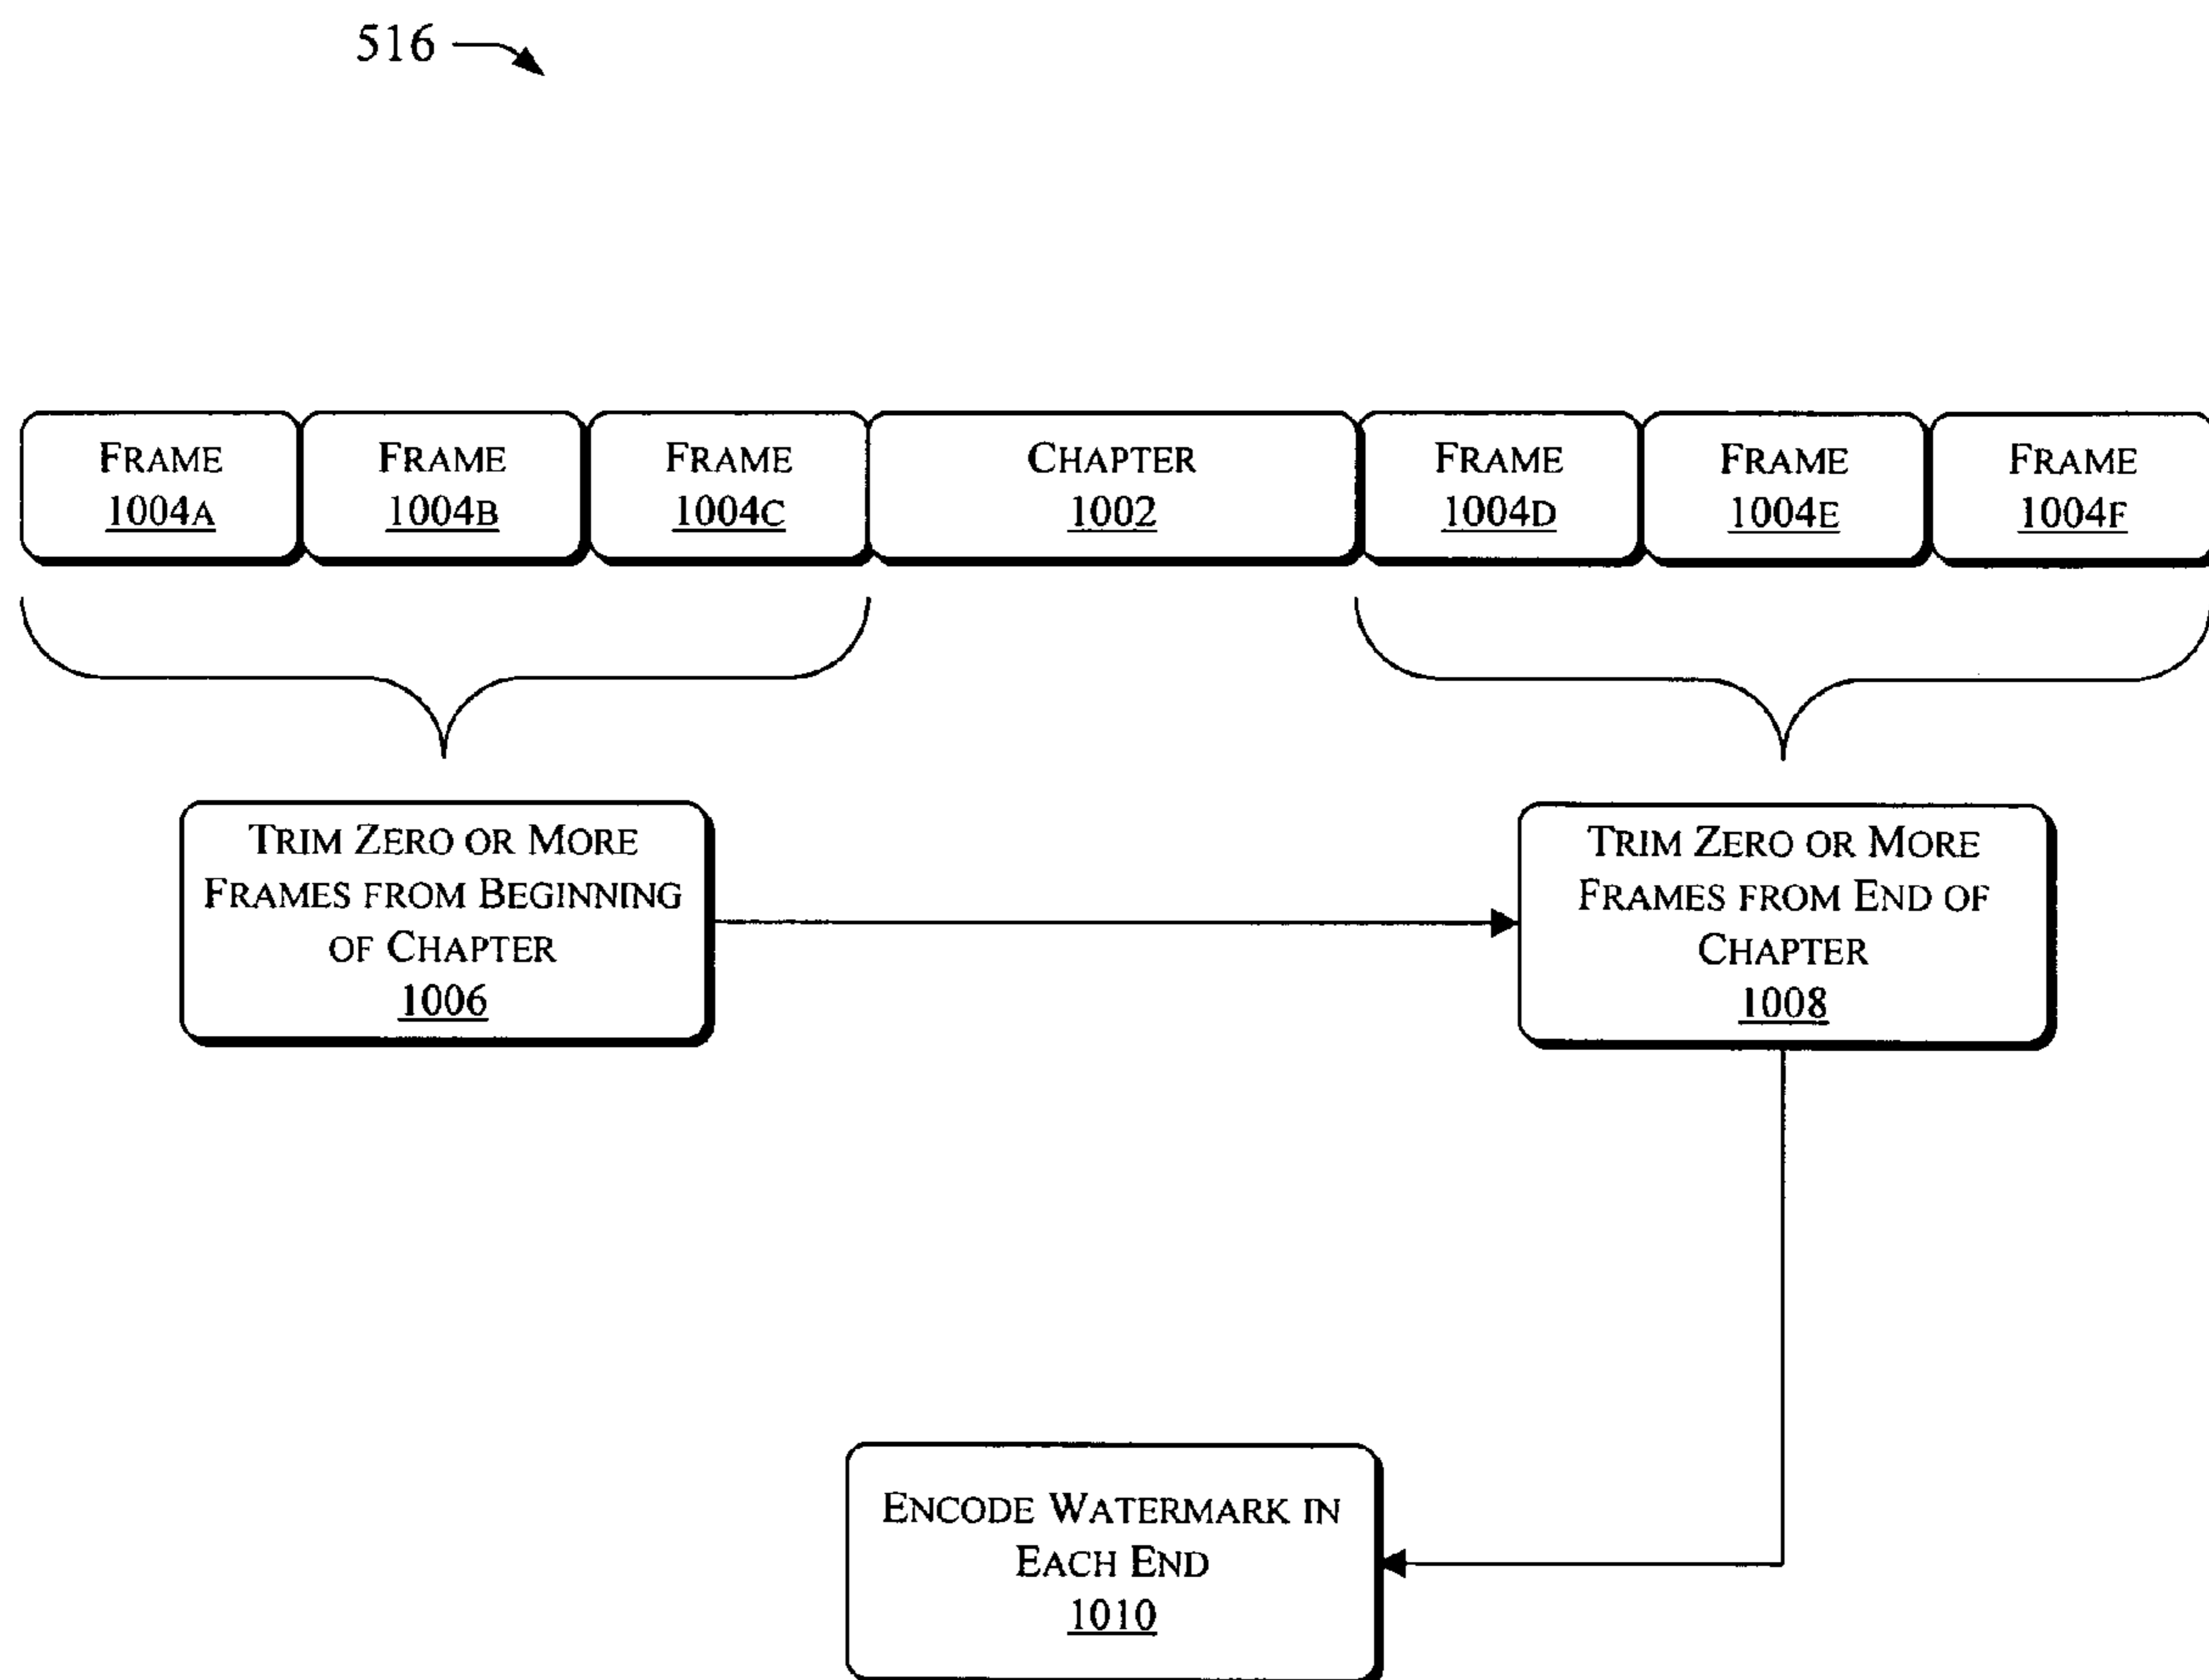 516
FRAME
1004A
FRAME
1004B
FRAME
1004C
CHAPTER
1002
FRAME
1004D
FRAME
1004E
FRAME
1004F
TRIM ZERO OR MORE
FRAMES FROM BEGINNING
OF CHAPTER
1006
TRIM ZERO OR MORE
FRAMES FROM END OF
CHAPTER
1008
ENCODE WATERMARK IN
EACH END
1010